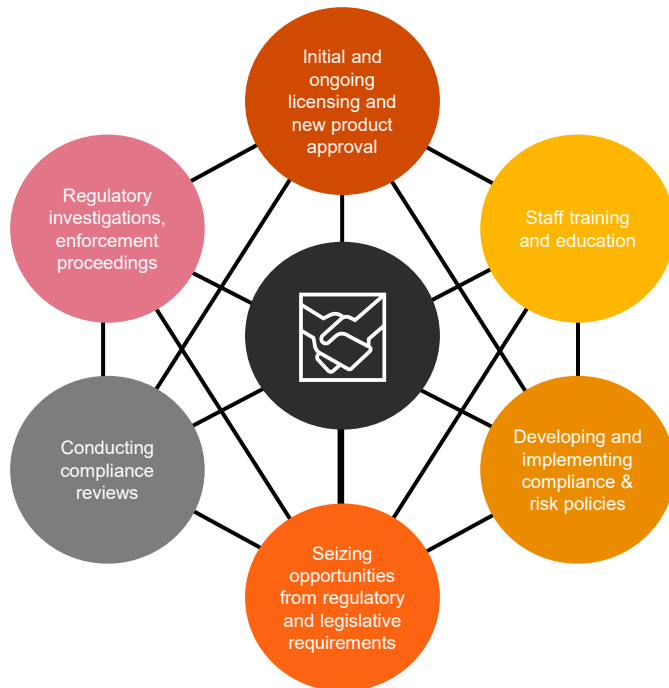 Initial and
ongoing
licensing and
new product
approval
Regulatory
investigations,
enforcement
proceedings
Staff training
and education
Conducting
compliance
reviews
Developing and
implementing
compliance &
risk policies
Seizing
opportunities
from regulatory
and legislative
requirements